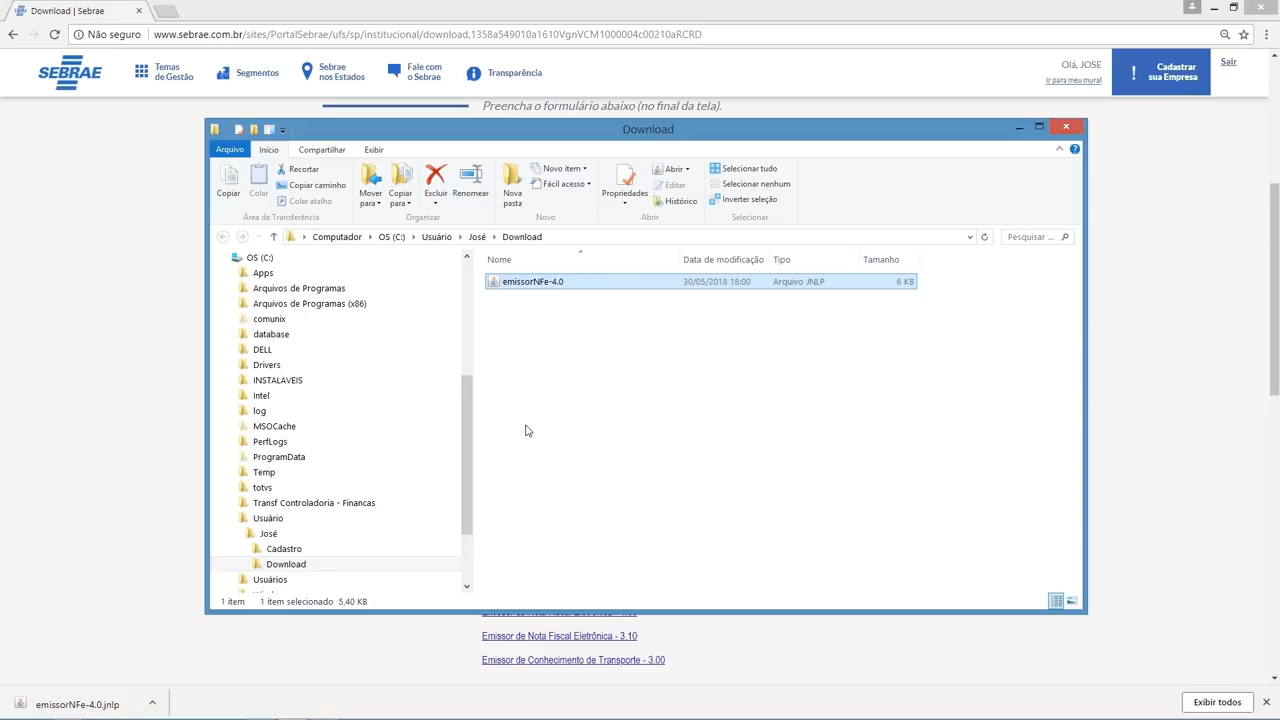 Download | Sebrae
Não seguro
www.sebrae.com.br/sites/PortalSebrae/ufs/sp/institucional/download,1358a549010a1610VgnVCM1000004c00210aRCRD
SEBRAE
Temas
de Gestão
Segmentos
Sebrae
nos Estados
Fale com
o Sebrae
Transparência
Olá, JOSE
Ir para meu mural
!
Cadastrar
sua Empresa
Sair
Preencha o formulário abaixo (no final da tela).
Download
Arquivo
Início
Compartilhar
Exibir
Copiar
Colar
Recortar
Copiar caminho
Colar atalho
Área de Transferência
Mover
para
Copiar
para
Excluir
Renomear
Organizar
Nova
pasta
Novo item
Fácil acesso
Novo
Propriedades
Abrir
Editar
Histórico
Abrir
Selecionar tudo
Selecionar nenhum
Inverter seleção
Selecionar
Computador
OS (C:)
Usuário
José
Download
Pesquisar ...
Nome
Data de modificação
Tipo
Tamanho
emissorNFe-4.0
30/05/2018 18:00
Arquivo JNLP
6 KB
OS (C:)
Apps
Arquivos de Programas
Arquivos de Programas (x86)
comunix
database
DELL
Drivers
INSTALAVEIS
Intel
log
MSOCache
PerfLogs
ProgramData
Temp
totvs
Transf Controladoria - Financas
Usuário
José
Cadastro
Download
Usuários
1 item
1 item selecionado 5,40 KB
Emissor de Nota Fiscal Eletrônica - 3.10
Emissor de Conhecimento de Transporte - 3.00
emissorNFe-4.0.jnlp
Exibir todos